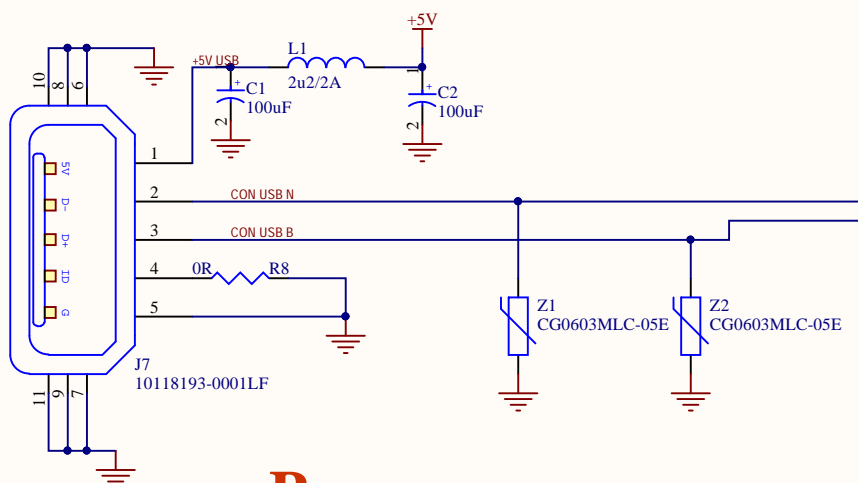 +5V
+5V USB
L1
2u2/2A
10
8
6
1
C1
100uF
2
C2
100uF
2
1
5V
D-
D+
ID
G
1
2
3
4
5
CON USB N
CON USB B
0R
R8
Z1
CG0603MLC-05E
Z2
CG0603MLC-05E
J7
10118193-0001LF
11
9
7